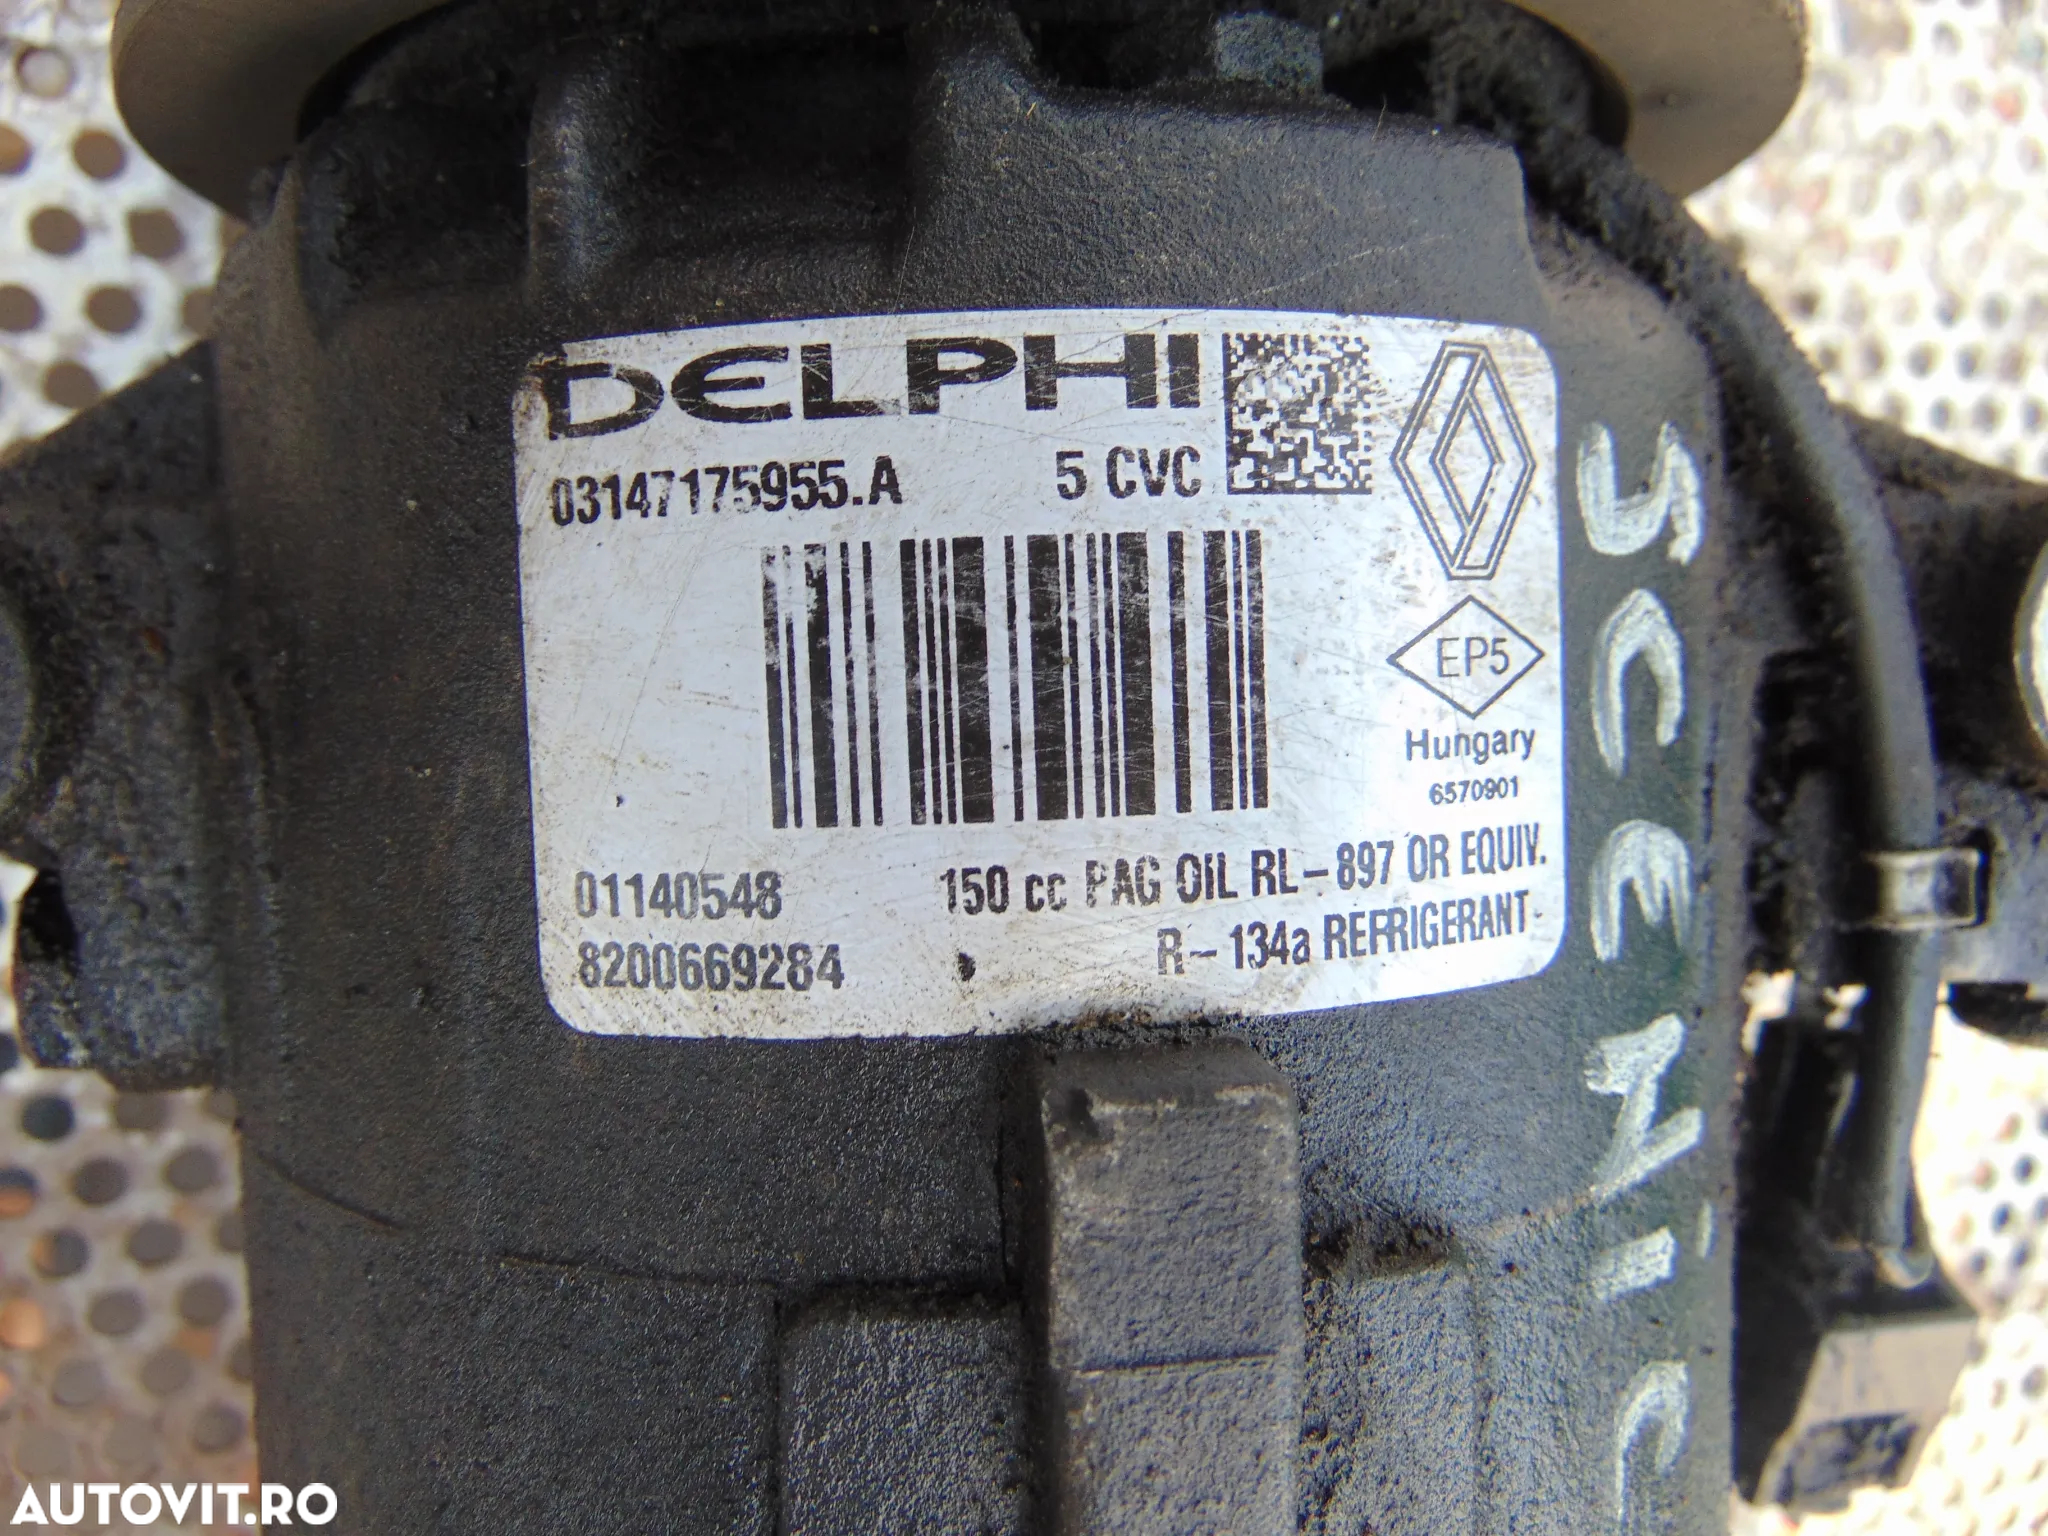 DELPHI
03147175955.A 5 CVC
EP5
Hungary
6570901
01140548 150 cc PAG OIL RL-897 OR EQUIV.
8200669284 R-134a REFRIGERANT
SCENIC
AUTOVIT.RO